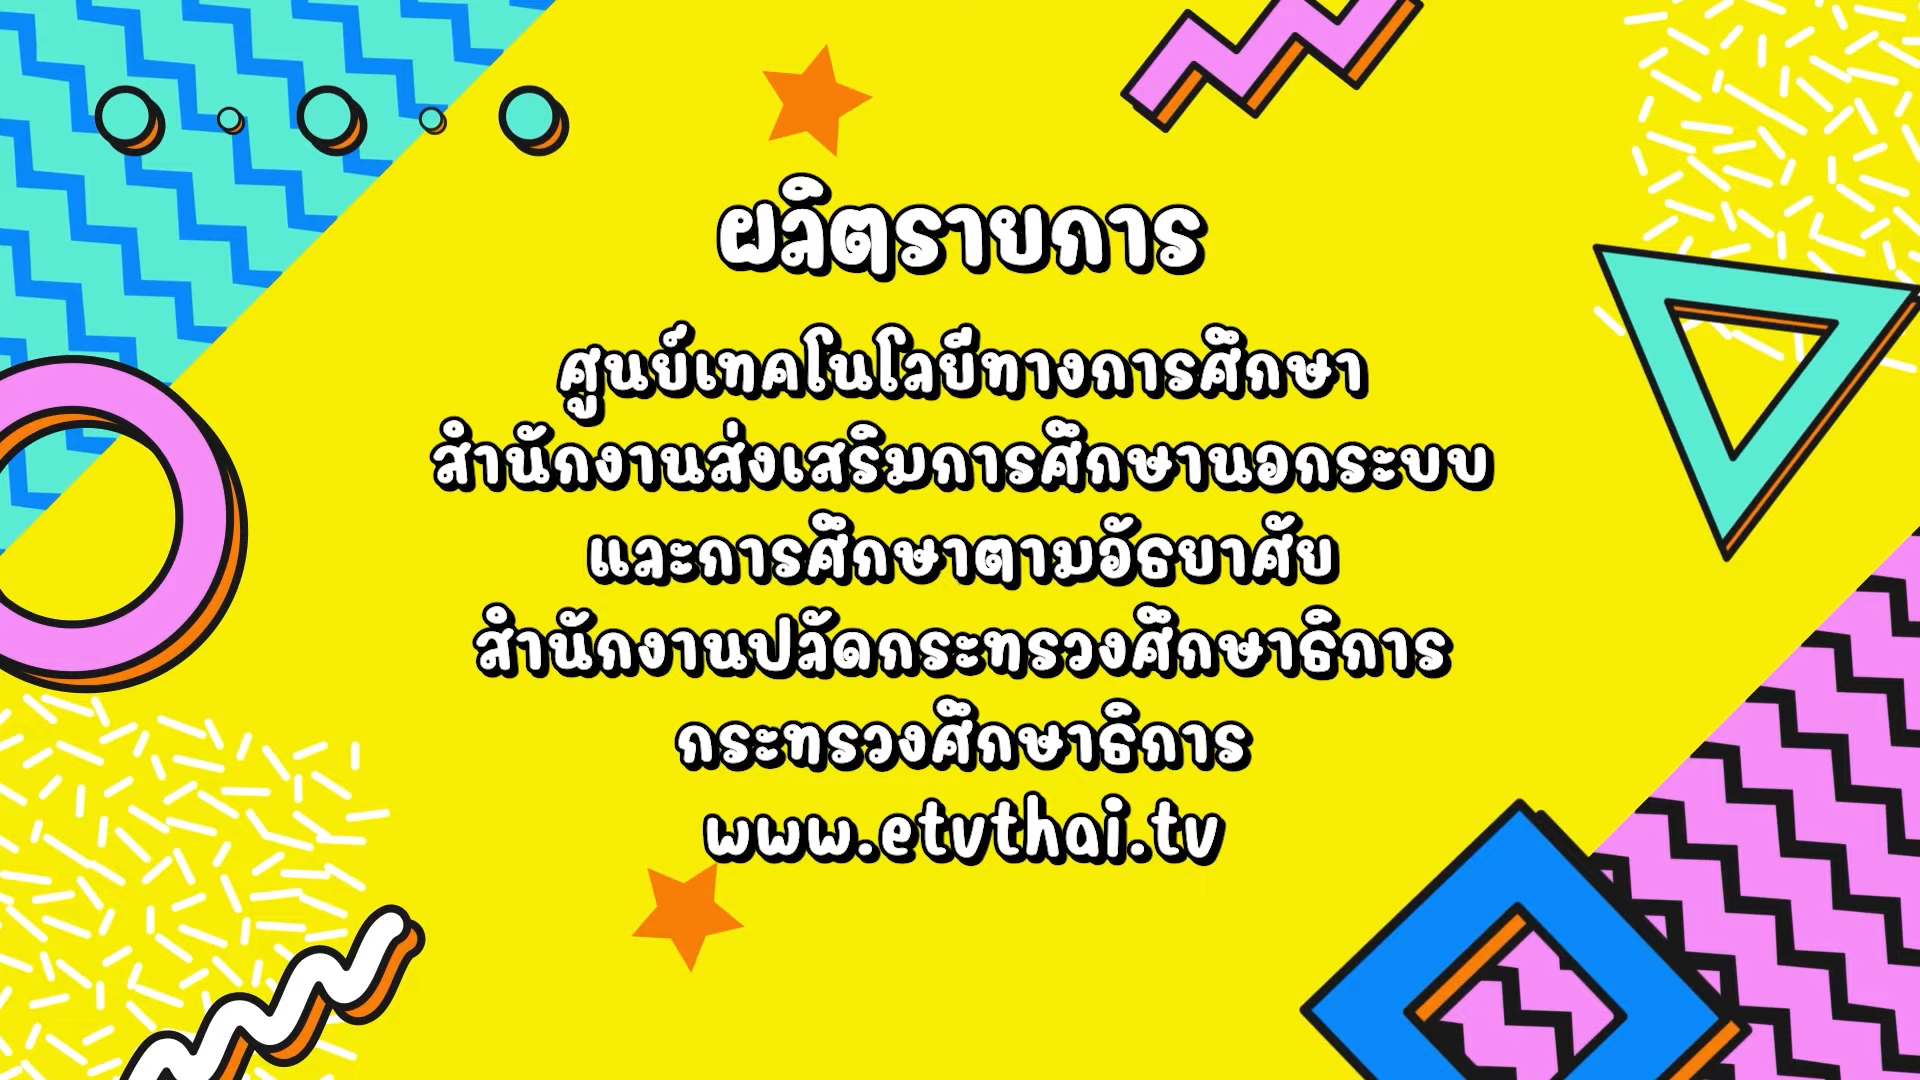 ผลิตรายการ
ศูนย์เทคโนโลยีทางการศึกษา
สำนักงานส่งเสริมการศึกษานอกระบบ
และการศึกษาตามอัธยาศัย
สำนักงานปลัดกระทรวงศึกษาธิการ
กระทรวงศึกษาธิการ
www.etvthai.tv